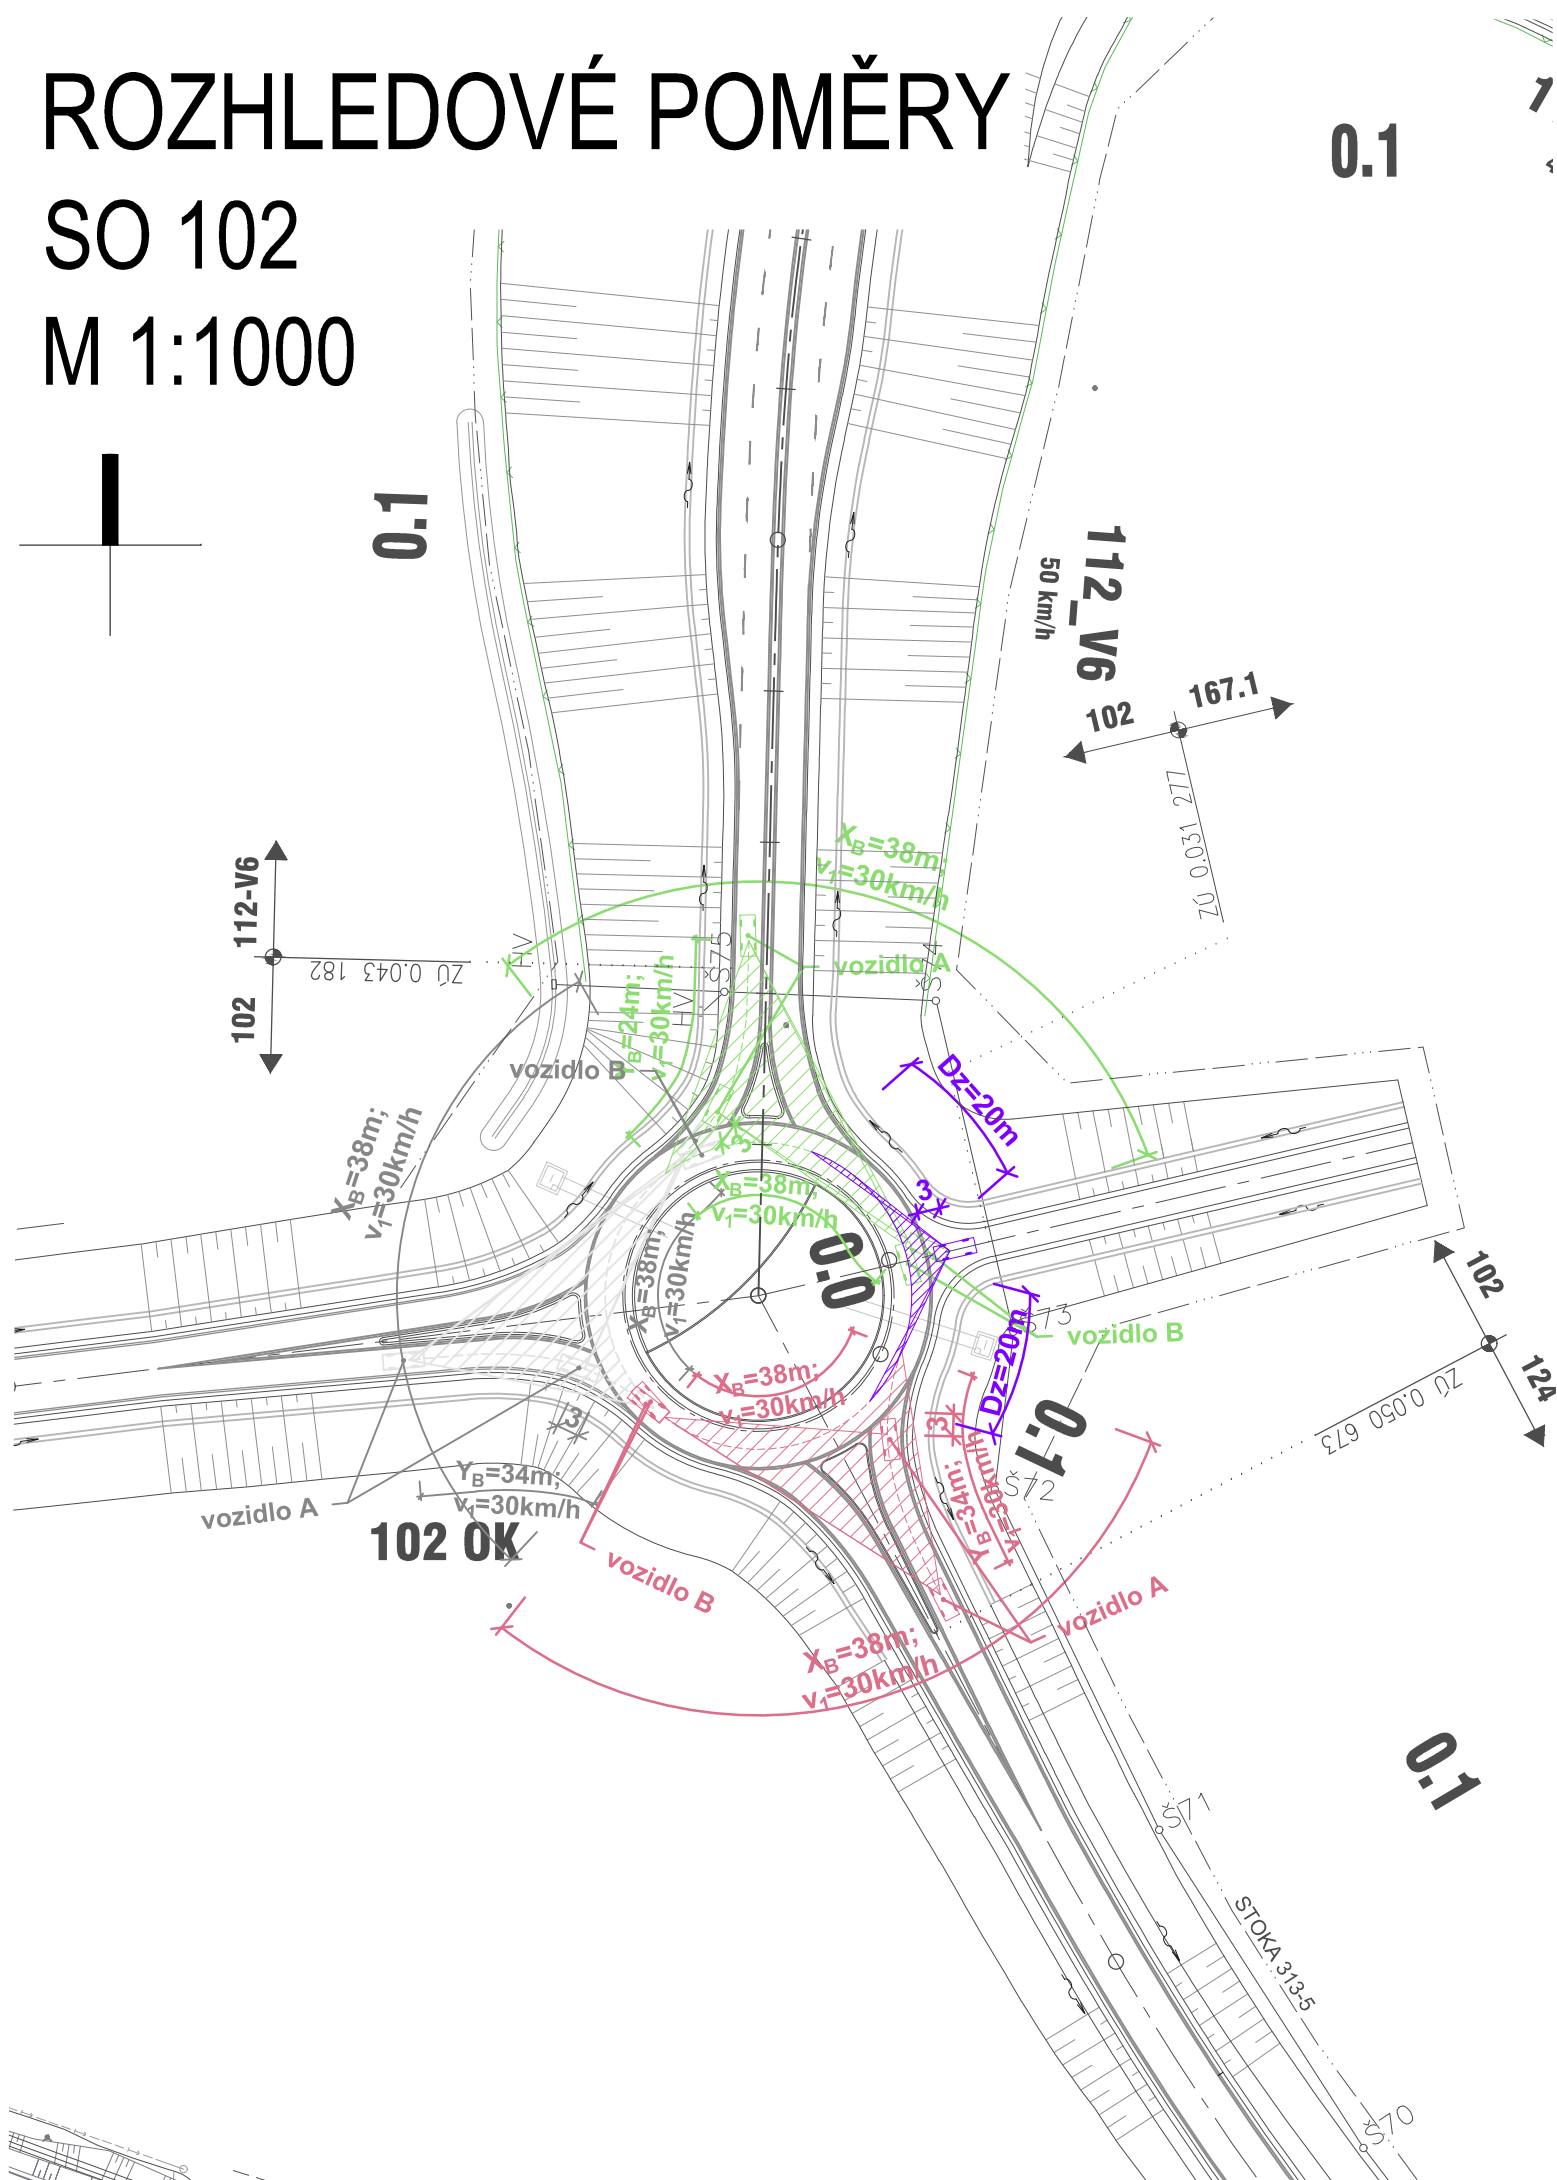 ROZHLEDOVÉ POMĚRY
SO 102
M 1:1000
0.1
0.1
112_V6
50 km/h
102
167.1
ZÚ 0.031 277
112-V6
102
ZÚ 0.043 182
XB=38m;
v1=30km/h
vozidlo A
YB=24m;
v1=30km/h
Š75
Š74
vozidlo B
XB=38m;
v1=30km/h
Dz=20m
3
3
XB=38m;
v1=30km/h
XB=38m;
v1=30km/h
0.0
Š73
vozidlo B
Dz=20m
102
124
ZÚ 0.050 673
XB=38m;
v1=30km/h
3
3
0.1
Š72
YB=34m;
v1=30km/h
YB=34m;
v1=30km/h
vozidlo A
102 OK
vozidlo B
vozidlo A
XB=38m;
v1=30km/h
0.1
Š71
STOKA 313-5
Š70